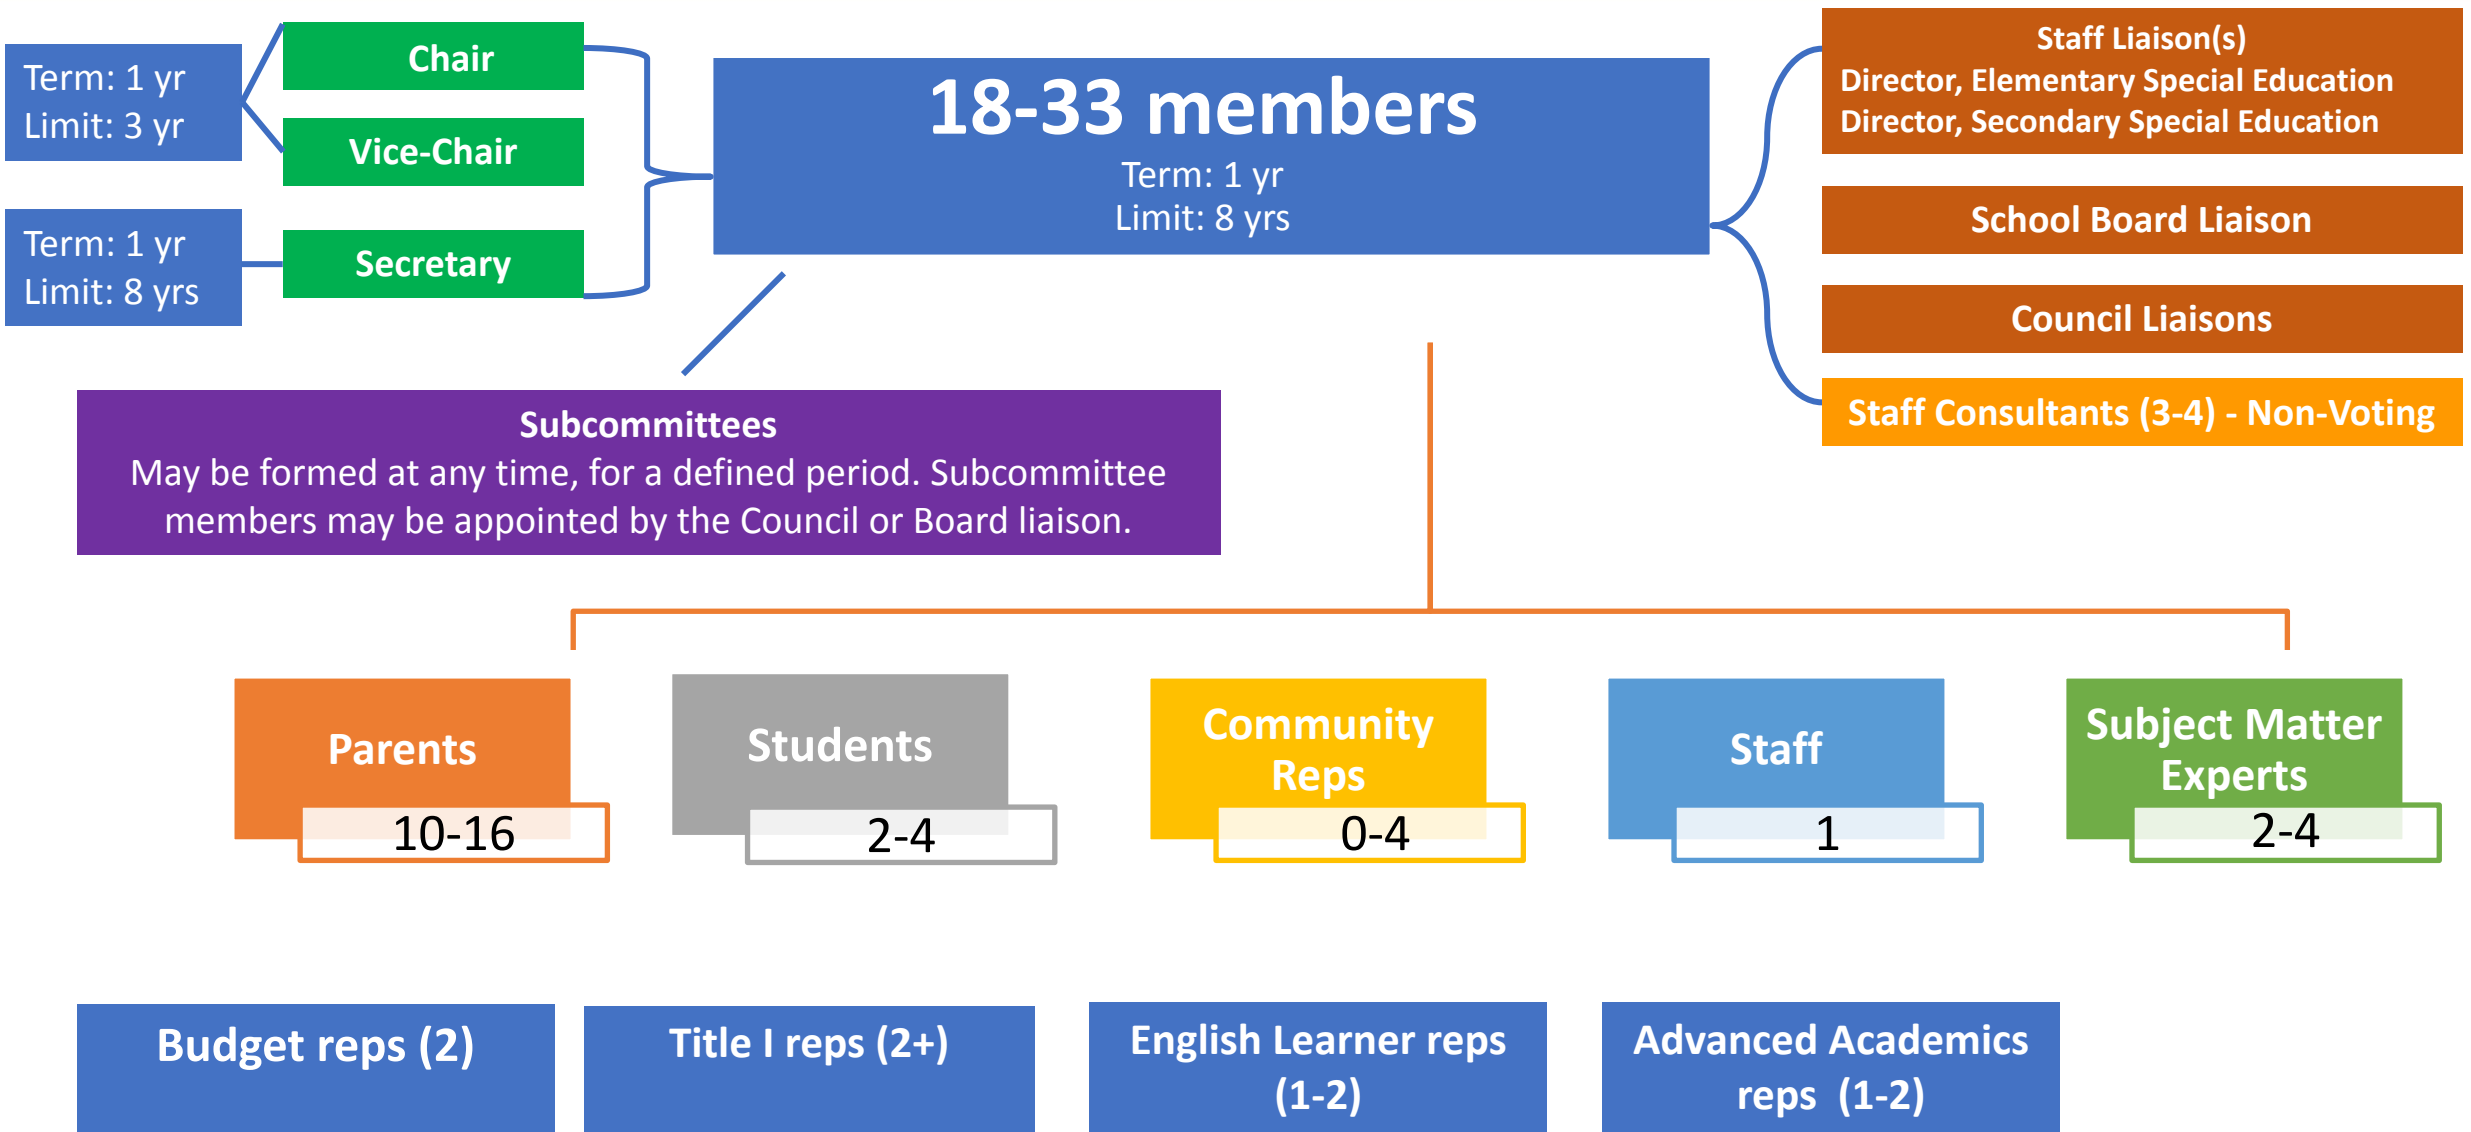 Term: 1 yr
Limit: 3 yr
Chair
Vice-Chair
Term: 1 yr
Limit: 8 yrs
Secretary
18-33 members
Term: 1 yr
Limit: 8 yrs
Staff Liaison(s)
Director, Elementary Special Education
Director, Secondary Special Education
School Board Liaison
Council Liaisons
Staff Consultants (3-4) - Non-Voting
Subcommittees
May be formed at any time, for a defined period. Subcommittee
members may be appointed by the Council or Board liaison.
Parents
10-16
Students
2-4
Community
Reps
0-4
Staff
1
Subject Matter
Experts
2-4
Budget reps (2)
Title I reps (2+)
English Learner reps
(1-2)
Advanced Academics
reps (1-2)